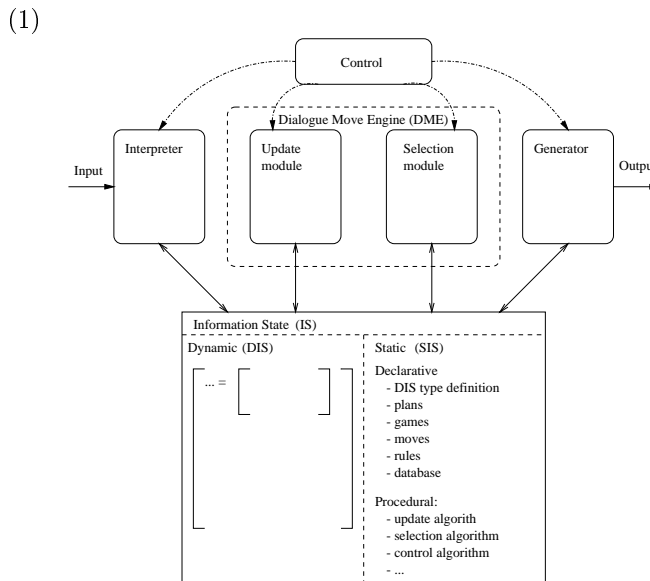 (1)
Control
Dialogue Move Engine (DME)
Interpreter
Update
module
Selection
module
Generator
Input
Output
Information State (IS)
Dynamic (DIS)
Static (SIS)
... =
Declarative
- DIS type definition
- plans
- games
- moves
- rules
- database
Procedural:
- update algorith
- selection algorithm
- control algorithm
- ...